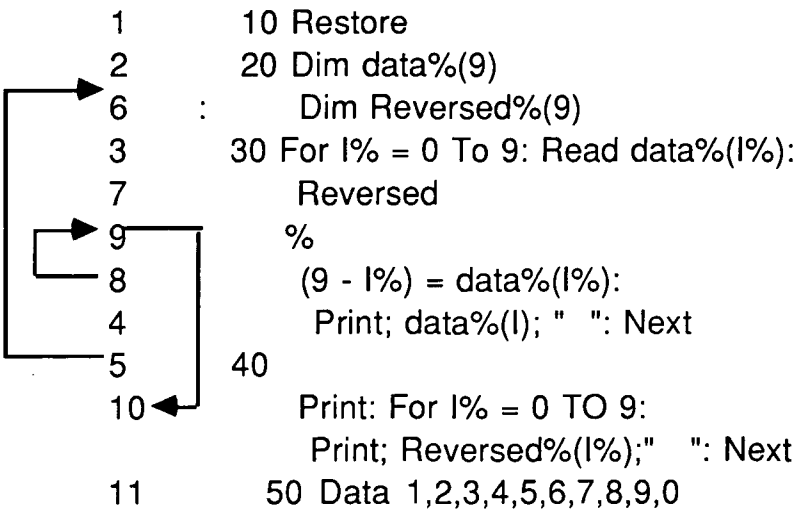 1 10 Restore
2 20 Dim data%(9)
6 : Dim Reversed%(9)
3 30 For I% = 0 To 9: Read data%(I%):
7 Reversed
9 %
8 (9 - I%) = data%(I%):
4 Print; data%(I); " ": Next
5 40
10 Print: For I% = 0 TO 9:
Print; Reversed%(I%);" ": Next
11 50 Data 1,2,3,4,5,6,7,8,9,0